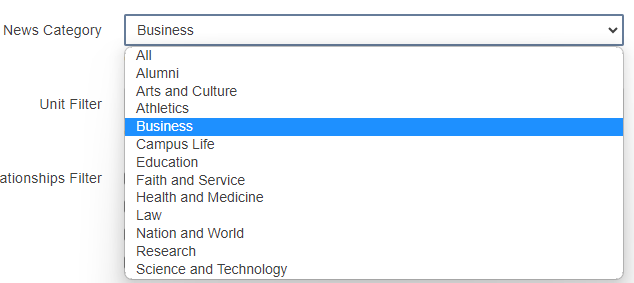 News Category
Business
All
Alumni
Arts and Culture
Unit Filter
Athletics
Business
Campus Life
Education
ationships Filter
Faith and Service
Health and Medicine
Law
Nation and World
Research
Science and Technology